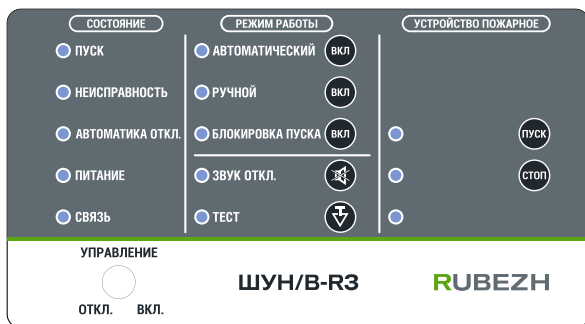 СОСТОЯНИЕ
ПУСК
НЕИСПРАВНОСТЬ
АВТОМАТИКА ОТКЛ.
ПИТАНИЕ
СВЯЗЬ
РЕЖИМ РАБОТЫ
АВТОМАТИЧЕСКИЙ ВКЛ
РУЧНОЙ ВКЛ
БЛОКИРОВКА ПУСКА ВКЛ
ЗВУК ОТКЛ.
ТЕСТ
УСТРОЙСТВО ПОЖАРНОЕ
ПУСК
СТОП
УПРАВЛЕНИЕ
ОТКЛ. ВКЛ.
ШУН/В-R3
RUBEZH